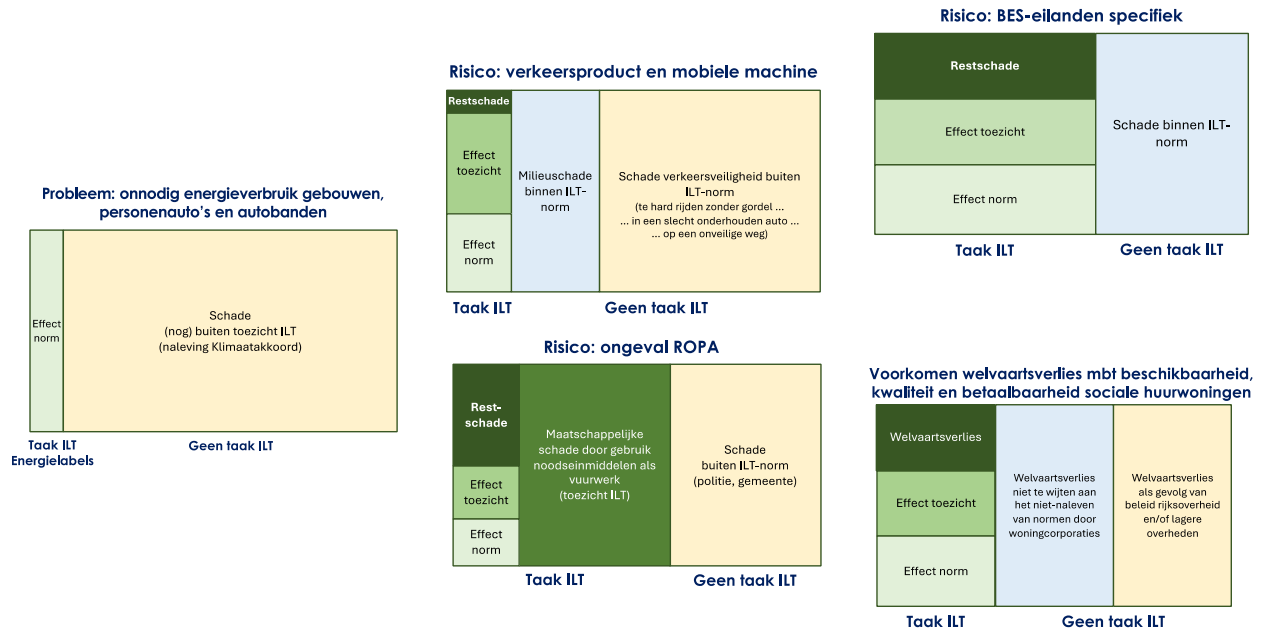 Probleem: onnodig energieverbruik gebouwen,
personenauto's en autobanden
Effect
norm
Schade
(nog) buiten toezicht ILT
(naleving Klimaatakkoord)
Taak ILT
Energielabels
Geen taak ILT
Risico: verkeersproduct en mobiele machine
Restschade
Effect
toezicht
Effect
norm
Milieuschade
binnen ILT-
norm
Schade verkeersveiligheid buiten
ILT-norm
(te hard rijden zonder gordel ...
... in een slecht onderhouden auto ...
... op een onveilige weg)
Taak ILT
Geen taak ILT
Risico: ongeval ROPA
Rest-
schade
Effect
toezicht
Effect
norm
Maatschappelijke
schade door gebruik
noodseinmiddelen als
vuurwerk
(toezicht ILT)
Schade
buiten ILT-norm
(politie, gemeente)
Taak ILT
Geen taak ILT
Risico: BES-eilanden specifiek
Restschade
Effect toezicht
Effect norm
Schade binnen ILT-
norm
Taak ILT
Geen taak ILT
Voorkomen welvaartsverlies mbt beschikbaarheid,
kwaliteit en betaalbaarheid sociale huurwoningen
Welvaartsverlies
Effect toezicht
Effect norm
Welvaartsverlies
niet te wijten aan
het niet-naleven
van normen door
woningcorporaties
Welvaartsverlies
als gevolg van
beleid rijksoverheid
en/of lagere
overheden
Taak ILT
Geen taak ILT